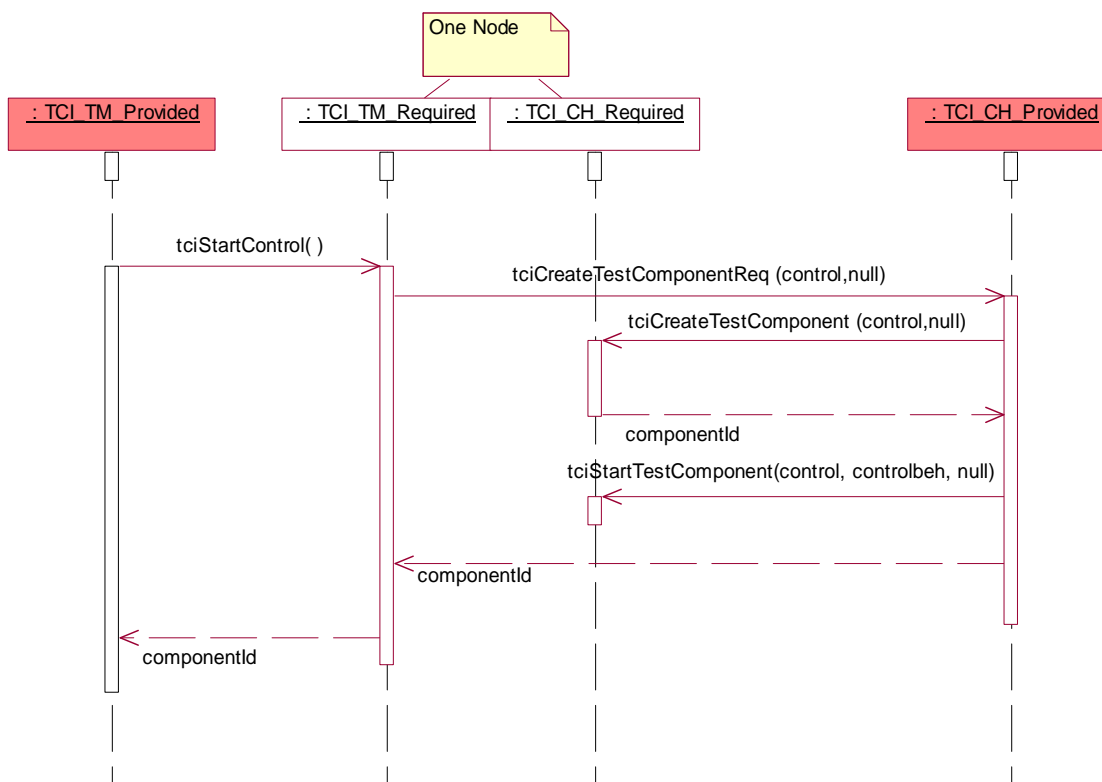 One Node
: TCI_TM_Provided
: TCI_TM_Required
: TCI_CH_Required
: TCI_CH_Provided
tciStartControl( )
tciCreateTestComponentReq (control,null)
tciCreateTestComponent (control,null)
componentId
tciStartTestComponent(control, controlbeh, null)
componentId
componentId